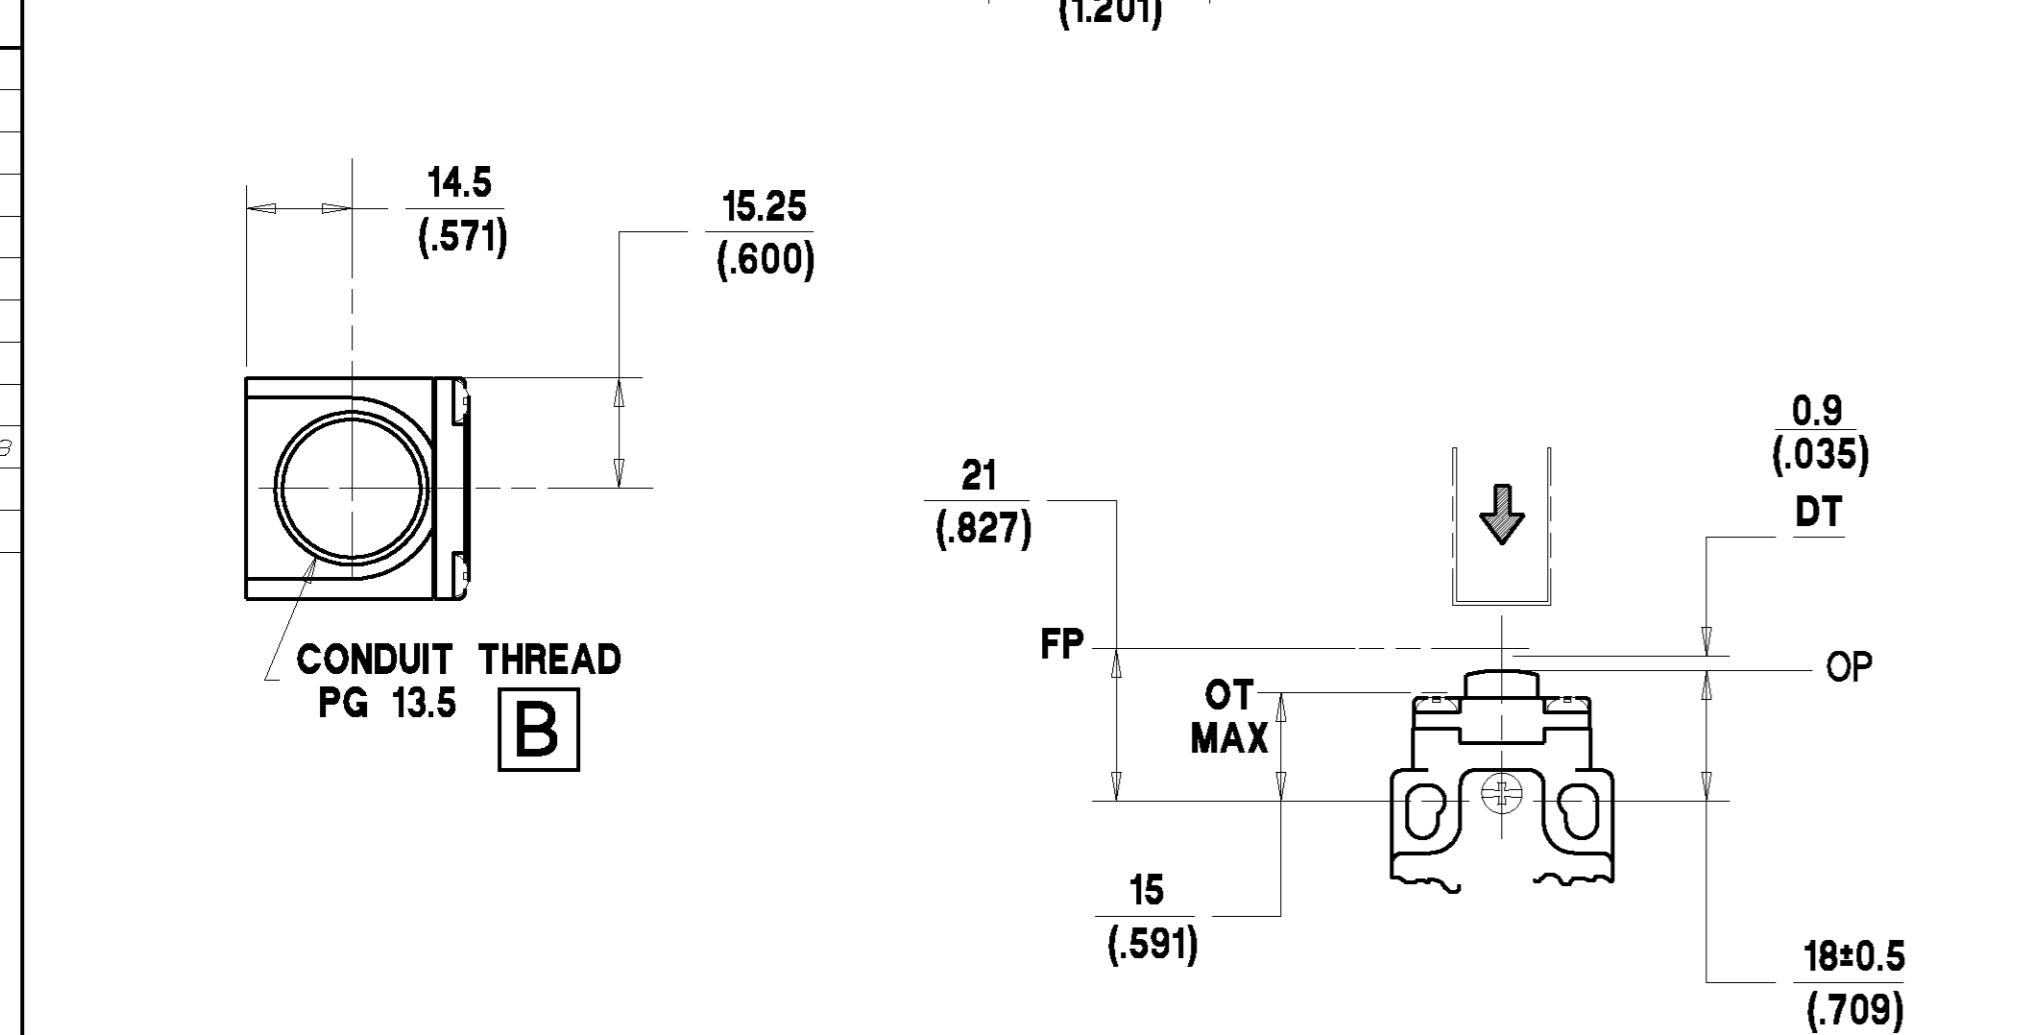 (1.201)
14.5
(.571)
15.25
(.600)
CONDUIT THREAD
PG 13.5
B
8
21
(.827)
FP
OT
MAX
15
(.591)
0.9
(.035)
DT
OP
18±0.5
(.709)